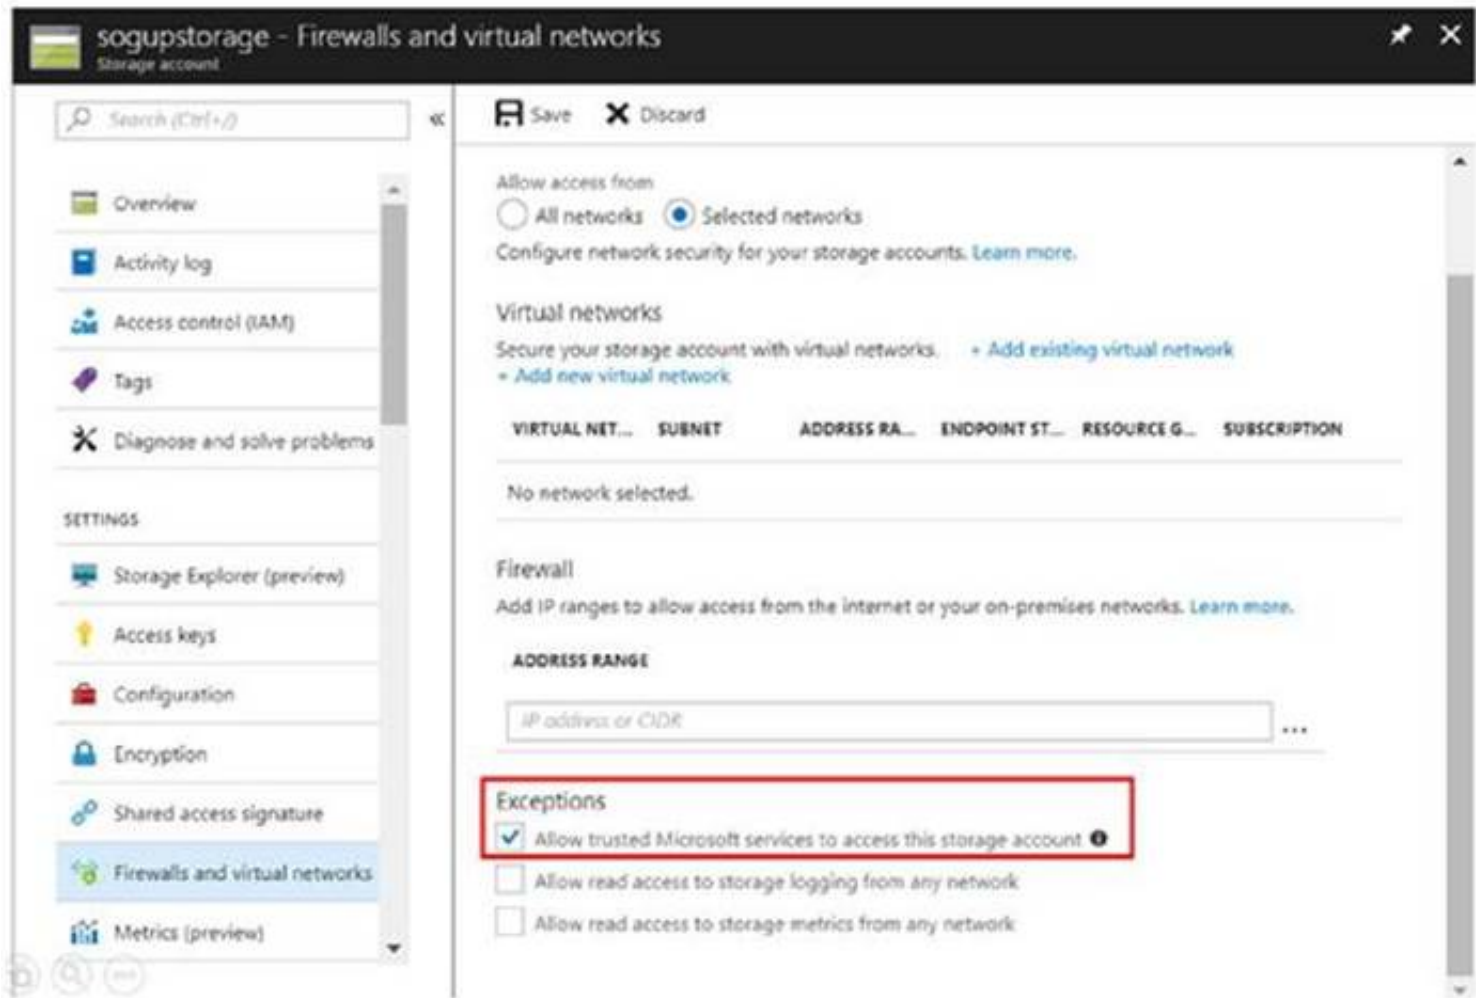 sogupstorage - Firewalls and virtual networks
Storage account
Search (Ctrl+/)
«
Overview
Activity log
Access control (IAM)
Tags
Diagnose and solve problems
SETTINGS
Storage Explorer (preview)
Access keys
Configuration
Encryption
Shared access signature
Firewalls and virtual networks
Metrics (preview)
Save Discard
Allow access from
All networks Selected networks
Configure network security for your storage accounts. Learn more.
Virtual networks
Secure your storage account with virtual networks. + Add existing virtual network
+ Add new virtual network
VIRTUAL NET... SUBNET ADDRESS RA... ENDPOINT ST... RESOURCE G... SUBSCRIPTION
No network selected.
Firewall
Add IP ranges to allow access from the internet or your on-premises networks. Learn more.
ADDRESS RANGE
IP address or CIDR
...
Exceptions
Allow trusted Microsoft services to access this storage account
Allow read access to storage logging from any network
Allow read access to storage metrics from any network